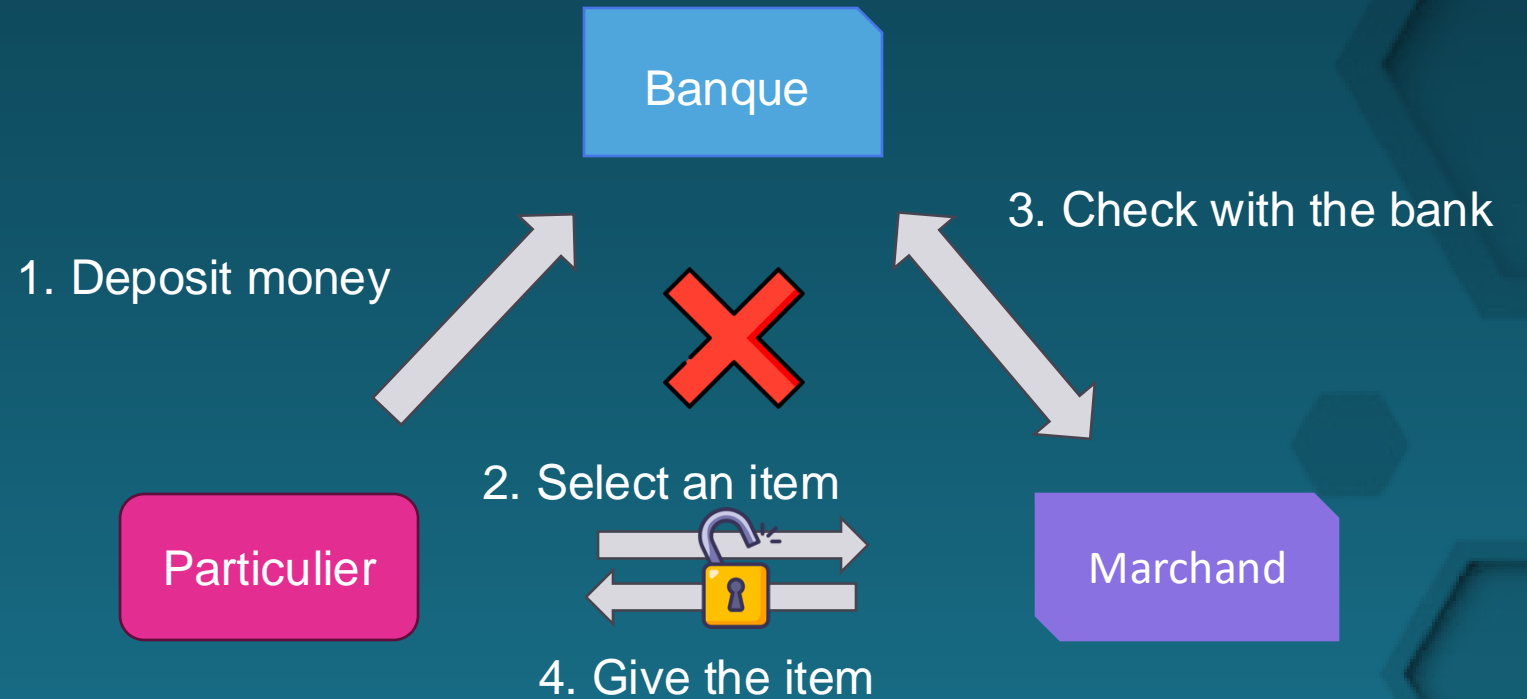 Banque
3. Check with the bank
1. Deposit money
2. Select an item
Particulier
Marchand
4. Give the item